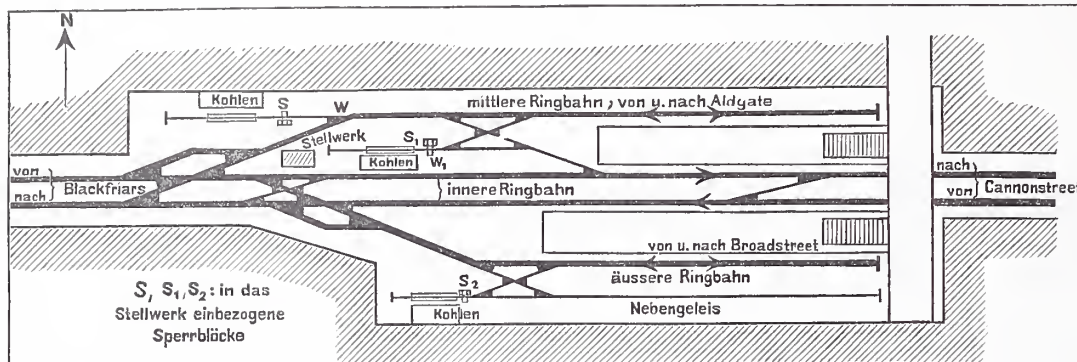 N
Kohlen
S
W
mittlere Ringbahn, von u. nach Aldgate
Stellwerk
S₁
Kohlen
W₁
von
nach
Blackfriars
innere Ringbahn
nach
von
Cannonstreet
von u. nach Broadstreet
äussere Ringbahn
S₂
Kohlen
Nebengeleis
S, S₁, S₂: in das
Stellwerk einbezogene
Sperrblöcke